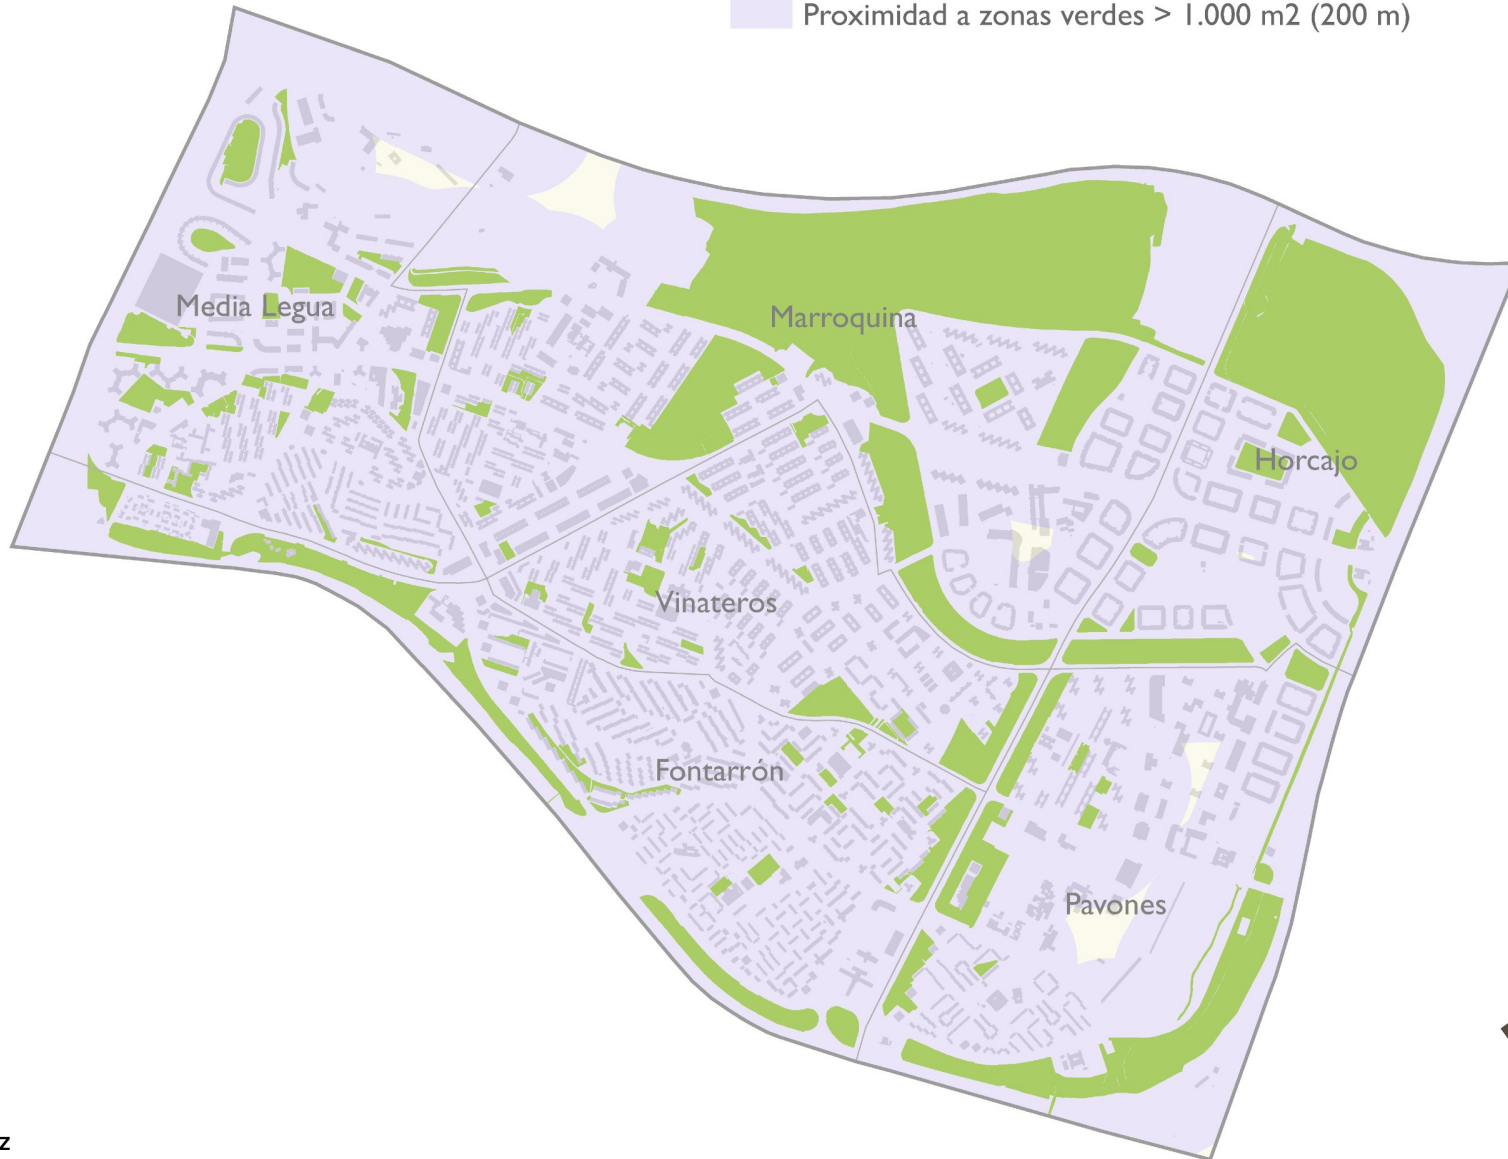 Proximidad a zonas verdes > 1.000 m2 (200 m)
Media Legua
Marroquina
Horcajo
Vinateros
Fontarrón
Pavones
z